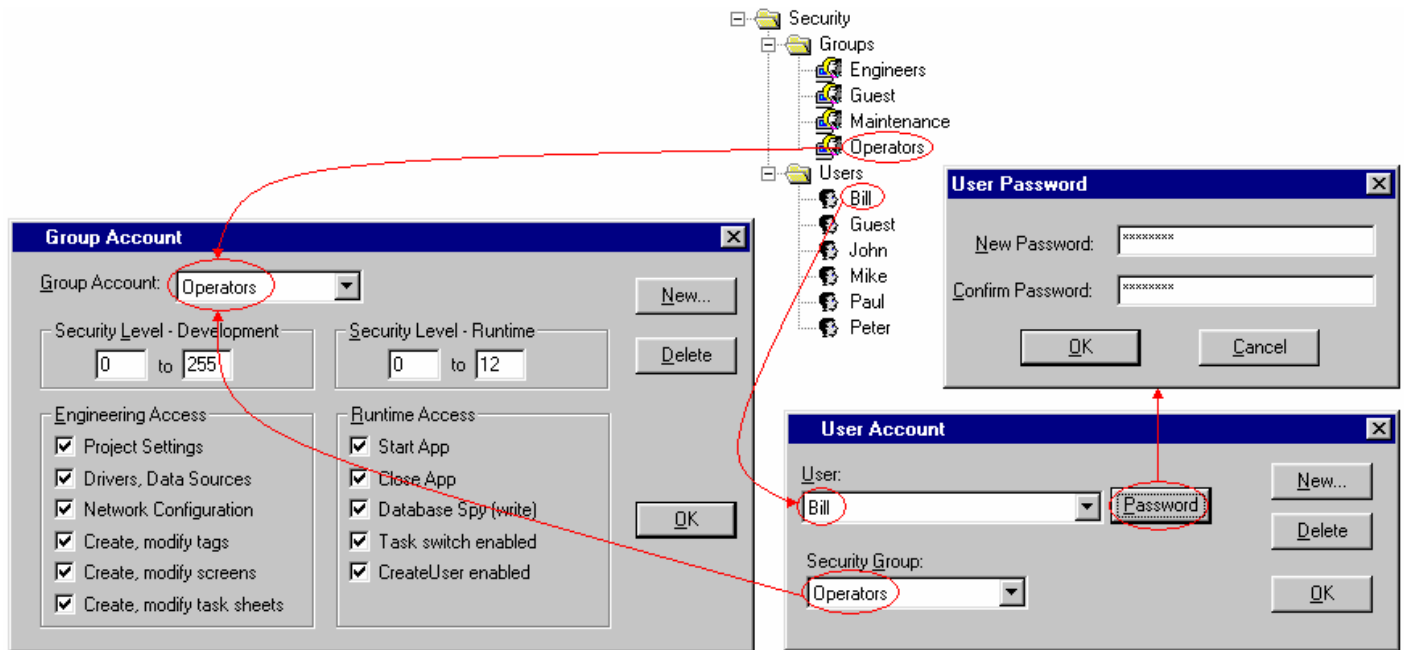 Security
Groups
Engineers
Guest
Maintenance
Operators
Users
Bill
Guest
John
Mike
Paul
Peter
Group Account
Group Account: Operators
New...
Security Level - Development
0 to 255
Security Level - Runtime
0 to 12
Delete
Engineering Access
Project Settings
Drivers, Data Sources
Network Configuration
Create, modify tags
Create, modify screens
Create, modify task sheets
Runtime Access
Start App
Close App
Database Spy (write)
Task switch enabled
CreateUser enabled
OK
User Password
New Password: ××××××××
Confirm Password: ××××××××
OK Cancel
User Account
User:
Bill
Password
New...
Delete
Security Group:
Operators
OK